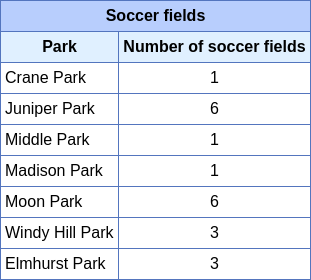 Soccer fields
Park Number of soccer fields
Crane Park 1
Juniper Park 6
Middle Park 1
Madison Park 1
Moon Park 6
Windy Hill Park 3
Elmhurst Park 3